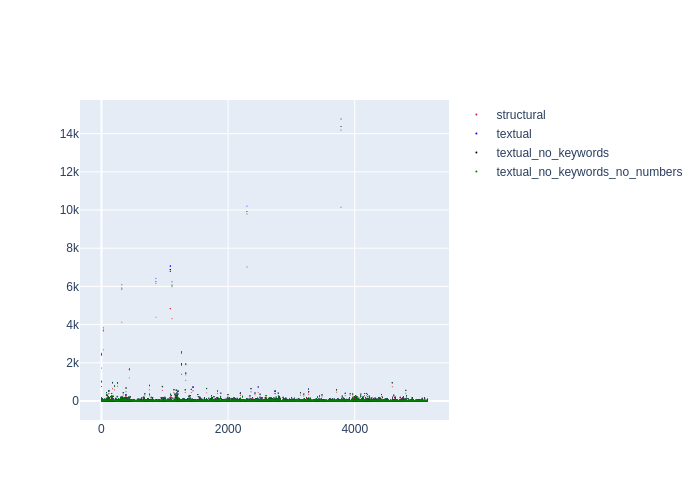 structural
textual
textual_no_keywords
textual_no_keywords_no_numbers
14k
12k
10k
8k
6k
4k
2k
0
0 2000 4000